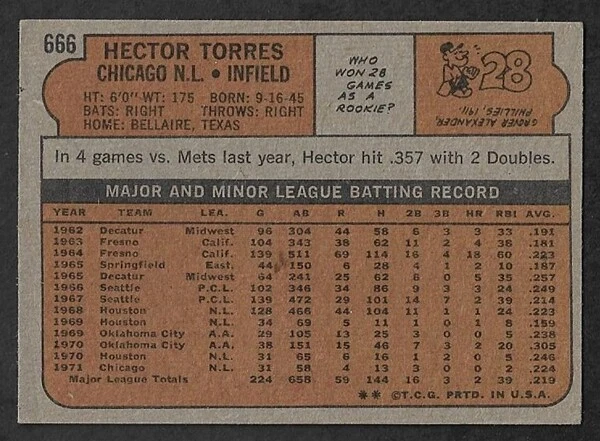 666
HECTOR TORRES
CHICAGO N.L. • INFIELD
HT: 6'0" WT: 175 BORN: 9-16-45
BATS: RIGHT THROWS: RIGHT
HOME: BELLAIRE, TEXAS
WHO
WON 28
GAMES
AS A
ROOKIE?
28
GROVER ALEXANDER,
PHILLIES, 1911.
In 4 games vs. Mets last year, Hector hit .357 with 2 Doubles.
MAJOR AND MINOR LEAGUE BATTING RECORD
YEAR TEAM LEA. G AB R H 2B 3B HR RBI AVG.
1962 Decatur Midwest 96 304 44 58 6 3 3 33 .191
1963 Fresno Calif. 104 343 38 62 11 2 4 38 .181
1964 Fresno Calif. 139 511 69 114 16 4 18 60 .223
1965 Springfield East. 44 150 6 28 4 1 2 10 .187
1965 Decatur Midwest 64 241 25 62 8 0 5 35 .257
1966 Seattle P.C.L. 102 346 34 86 9 3 3 24 .249
1967 Seattle P.C.L. 139 472 29 101 14 7 2 39 .214
1968 Houston N.L. 128 466 44 104 11 1 1 24 .223
1969 Houston N.L. 34 69 5 11 1 0 1 8 .159
1969 Oklahoma City A.A. 29 105 13 25 3 3 0 5 .238
1970 Oklahoma City A.A. 38 151 15 46 7 3 2 20 .305
1970 Houston N.L. 31 65 6 16 1 2 0 5 .246
1971 Chicago N.L. 31 58 4 13 3 0 0 2 .224
Major League Totals 224 658 59 144 16 3 2 39 .219
** ©T.C.G. PRTD. IN U.S.A.